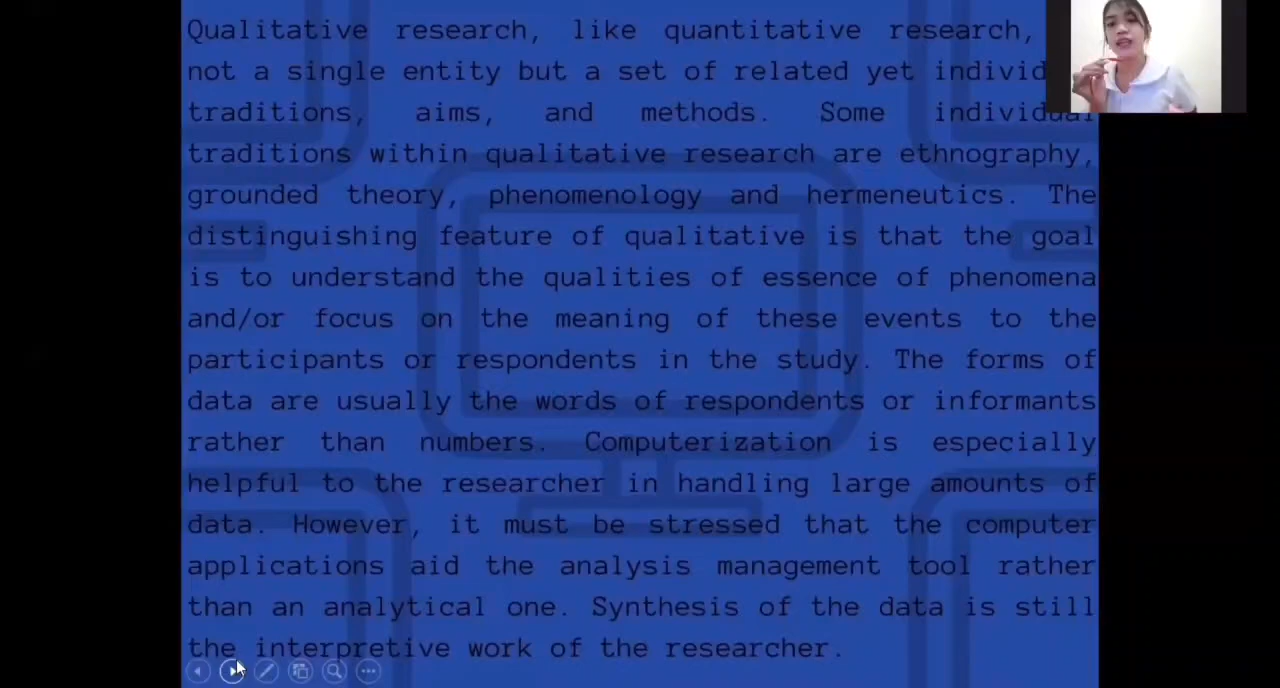 Qualitative research, like quantitative research,
not a single entity but a set of related yet
traditions, aims, and methods. Some individual
traditions within qualitative research are ethnography,
grounded theory, phenomenology and hermeneutics. The
distinguishing feature of qualitative is that the goal
is to understand the qualities of essence of phenomena
and/or focus on the meaning of these events to the
participants or respondents in the study. The forms of
data are usually the words of respondents or informants
rather than numbers. Computerization is especially
helpful to the researcher in handling large amounts of
data. However, it must be stressed that the computer
applications aid the analysis management tool rather
than an analytical one. Synthesis of the data is still
the interpretive work of the researcher.